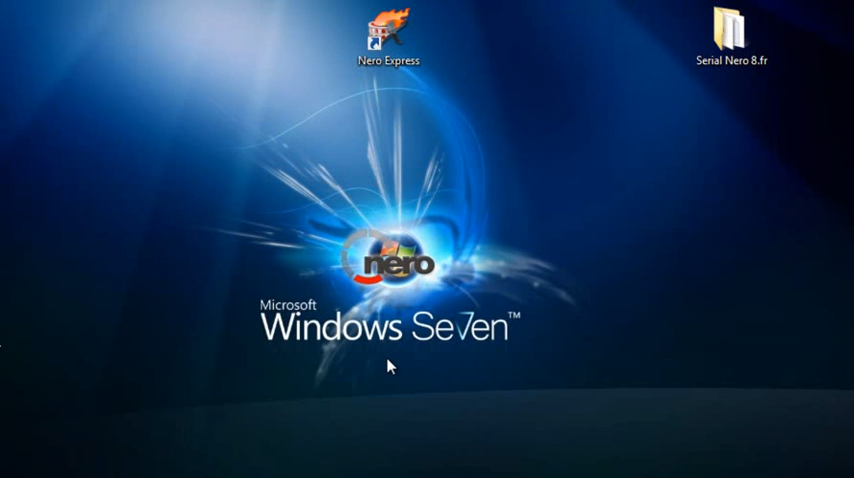 Nero Express
Serial Nero 8.fr
nero
Microsoft
Windows Se7en™